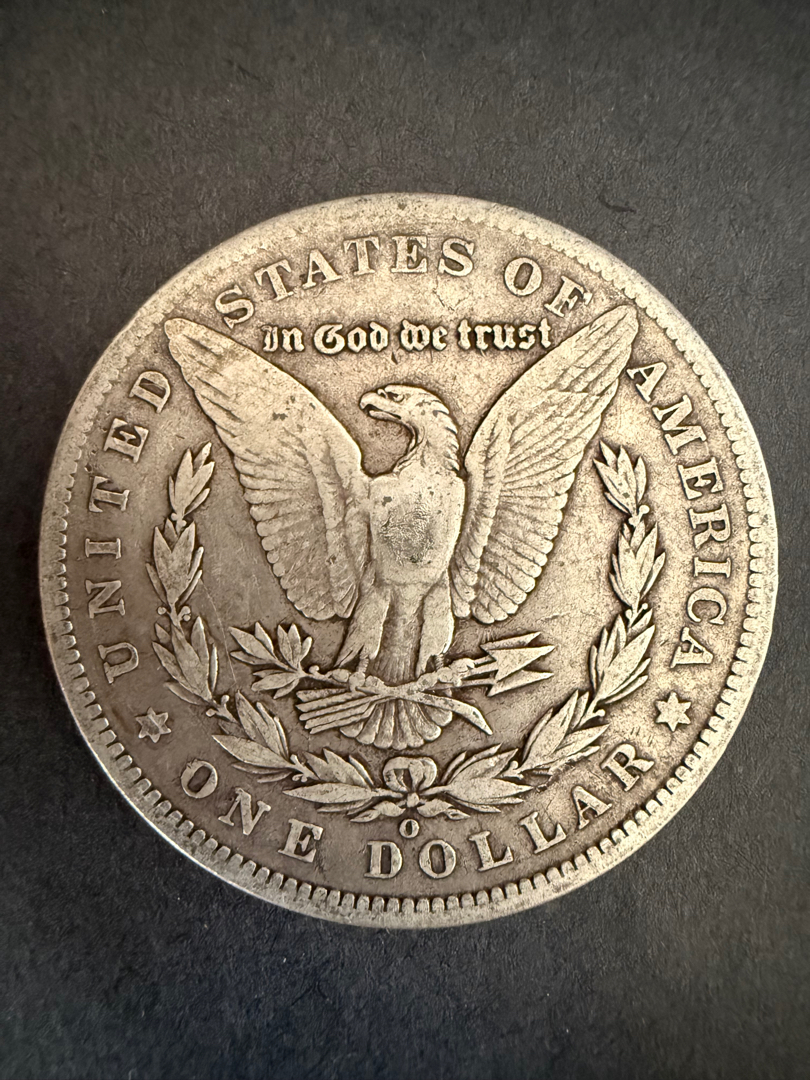 UNITED STATES OF AMERICA
In God we trust
O
ONE DOLLAR